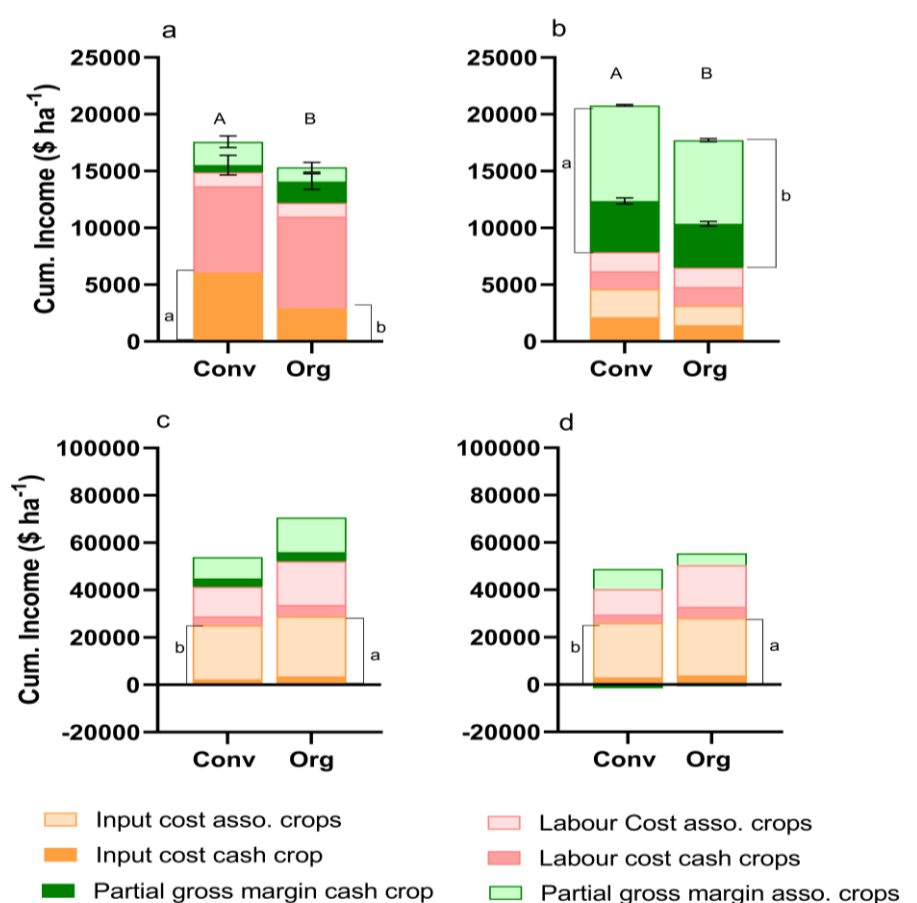 a
Cum. Income ($ ha-1)
25000
20000
15000
10000
5000
0
A
B
a
b
Conv
Org
b
25000
20000
15000
10000
5000
0
A
B
a
b
Conv
Org
c
Cum. Income ($ ha-1)
100000
80000
60000
40000
20000
0
-20000
b
a
Conv
Org
d
100000
80000
60000
40000
20000
0
-20000
b
a
Conv
Org
Input cost asso. crops
Input cost cash crop
Partial gross margin cash crop
Labour Cost asso. crops
Labour cost cash crops
Partial gross margin asso. crops